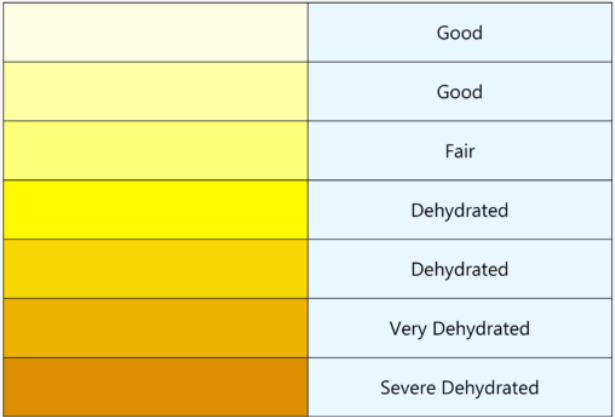 Good
Good
Fair
Dehydrated
Dehydrated
Very Dehydrated
Severe Dehydrated